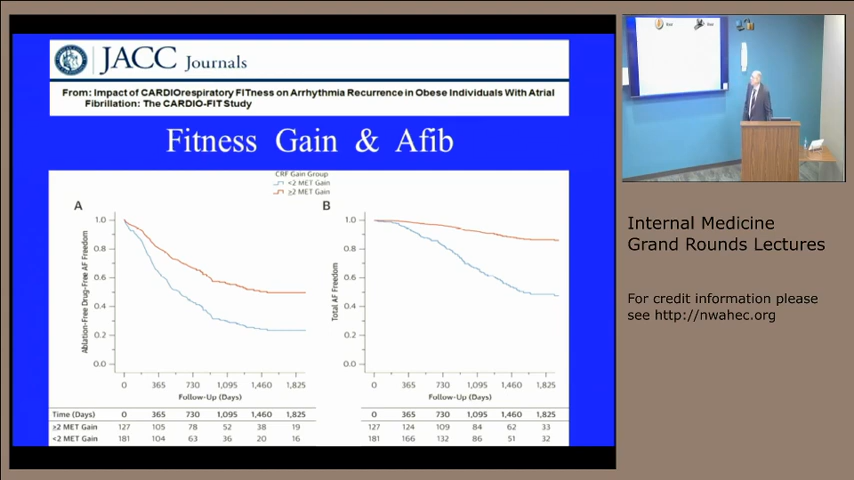 JACC Journals
From: Impact of CARDIOrespiratory FITness on Arrhythmia Recurrence in Obese Individuals With Atrial
Fibrillation: The CARDIO-FIT Study
Fitness Gain & Afib
CRF Gain Group
<2 MET Gain
≥2 MET Gain
A
Ablation-Free Drug-Free AF Freedom
1.0
0.8
0.6
0.4
0.2
0.0
0 365 730 1,095 1,460 1,825
Follow-Up (Days)
B
Total AF Freedom
1.0
0.8
0.6
0.4
0.2
0.0
0 365 730 1,095 1,460 1,825
Follow-Up (Days)
Time (Days) 0 365 730 1,095 1,460 1,825 0 365 730 1,095 1,460 1,825
≥2 MET Gain 127 105 78 52 38 19 127 124 109 84 62 33
<2 MET Gain 181 104 63 36 20 16 181 166 132 86 51 32
Internal Medicine
Grand Rounds Lectures
For credit information please
see http://nwahec.org